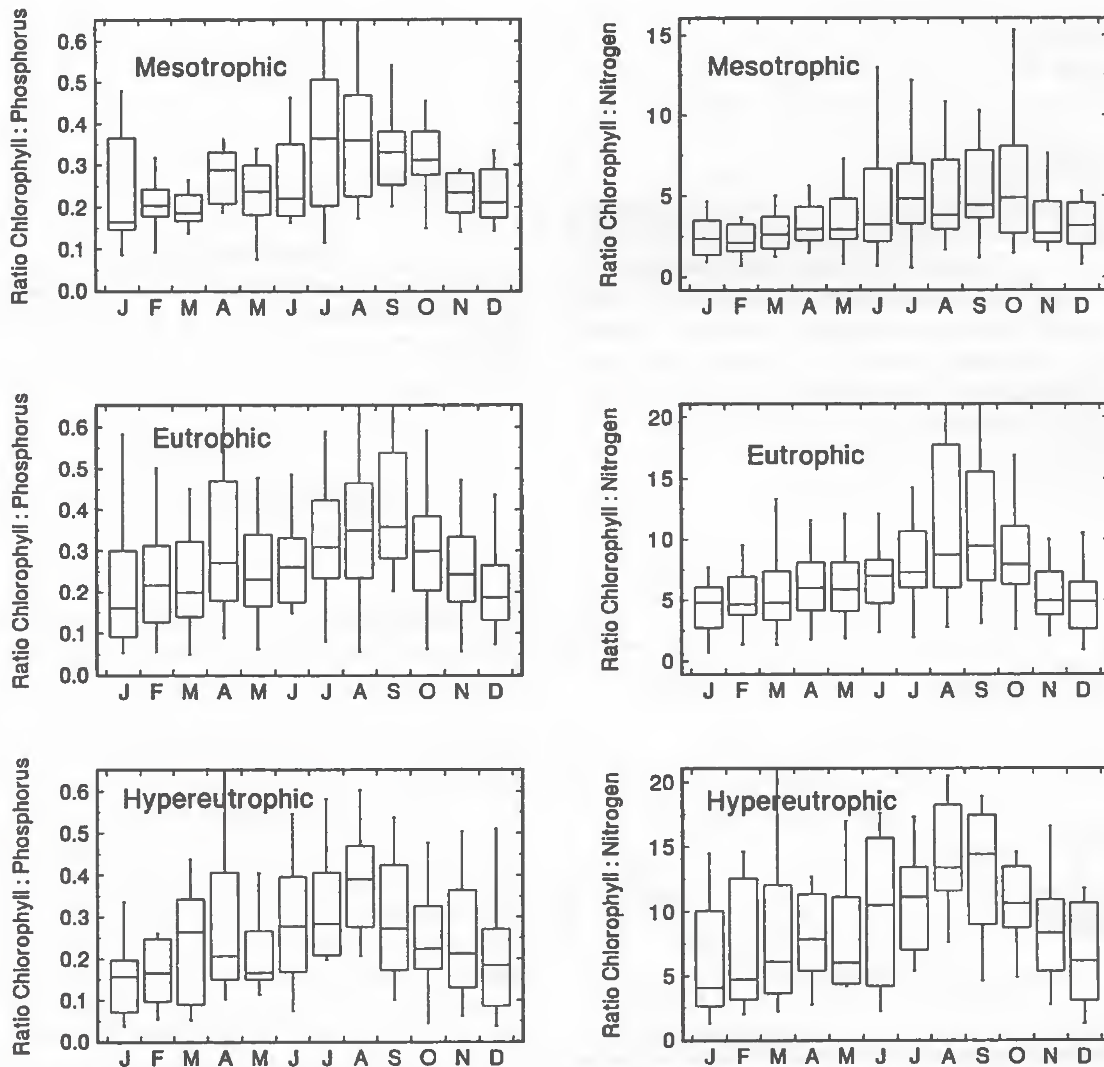 Ratio Chlorophyll : Phosphorus
Mesotrophic
0.6
0.5
0.4
0.3
0.2
0.1
0.0
J F M A M J J A S O N D
Ratio Chlorophyll : Nitrogen
Mesotrophic
15
10
5
0
J F M A M J J A S O N D
Ratio Chlorophyll : Phosphorus
Eutrophic
0.6
0.5
0.4
0.3
0.2
0.1
0.0
J F M A M J J A S O N D
Ratio Chlorophyll : Nitrogen
Eutrophic
20
15
10
5
0
J F M A M J J A S O N D
Ratio Chlorophyll : Phosphorus
Hypereutrophic
0.6
0.5
0.4
0.3
0.2
0.1
0.0
J F M A M J J A S O N D
Ratio Chlorophyll : Nitrogen
Hypereutrophic
20
15
10
5
0
J F M A M J J A S O N D